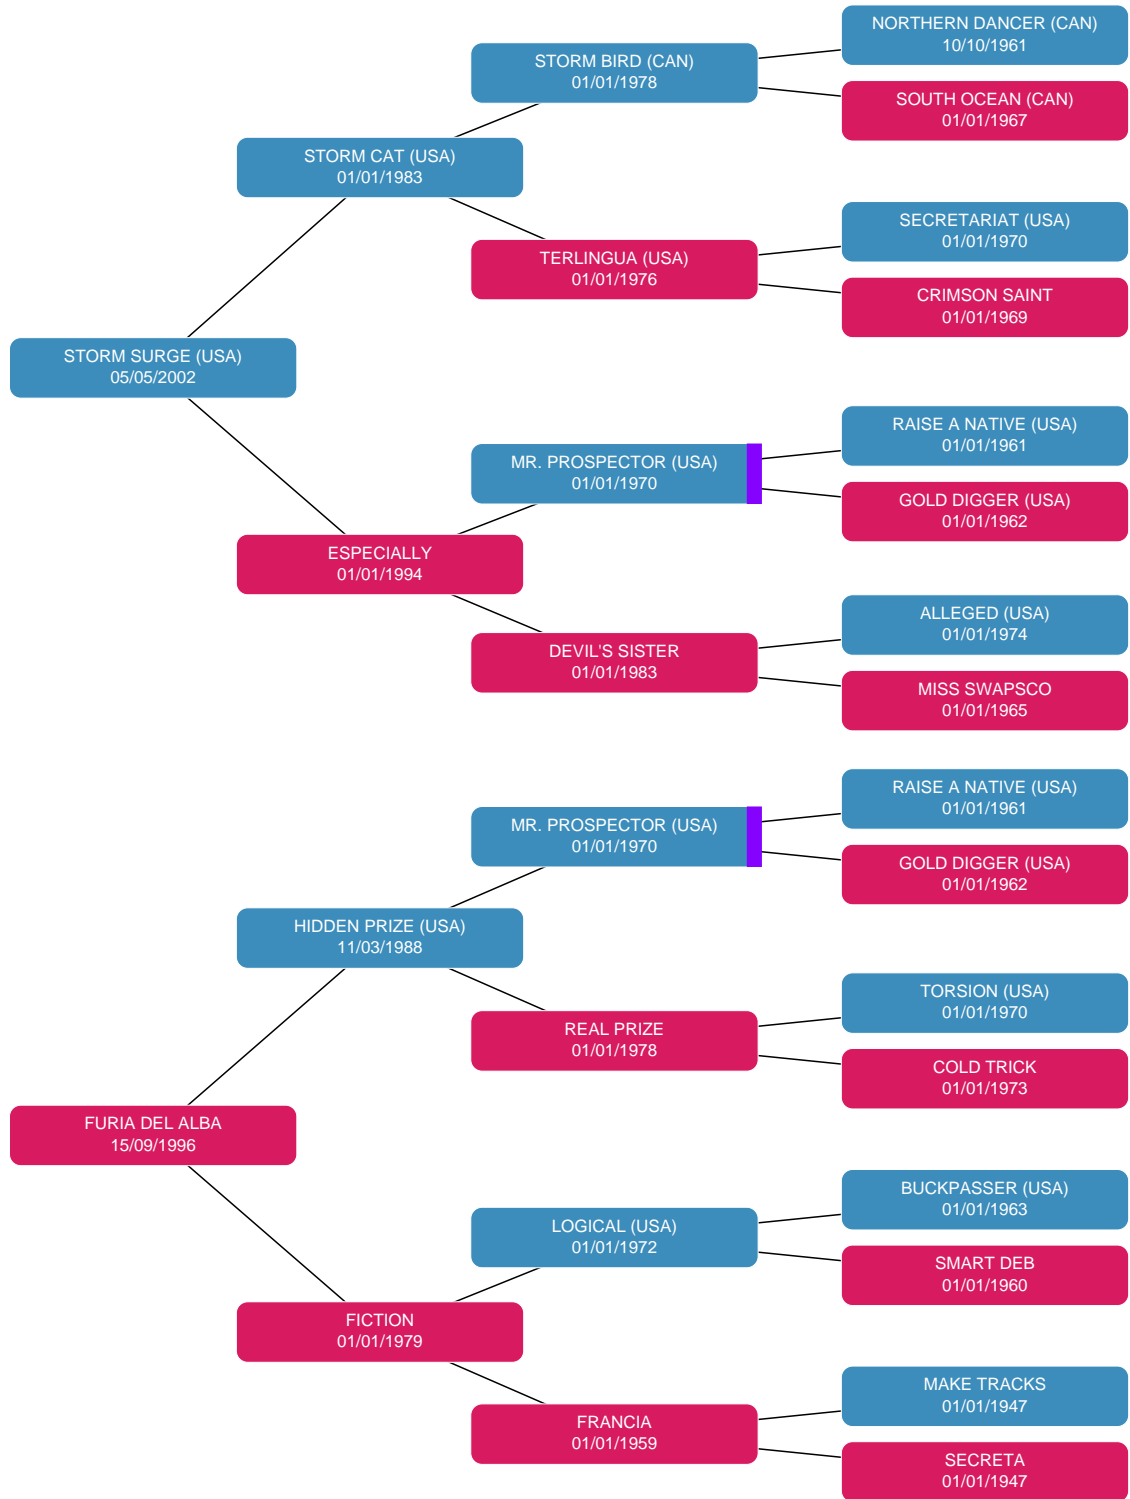 NORTHERN DANCER (CAN)
10/10/1961
STORM BIRD (CAN)
01/01/1978
SOUTH OCEAN (CAN)
01/01/1967
STORM CAT (USA)
01/01/1983
SECRETARIAT (USA)
01/01/1970
TERLINGUA (USA)
01/01/1976
CRIMSON SAINT
01/01/1969
STORM SURGE (USA)
05/05/2002
RAISE A NATIVE (USA)
01/01/1961
MR. PROSPECTOR (USA)
01/01/1970
GOLD DIGGER (USA)
01/01/1962
ESPECIALLY
01/01/1994
ALLEGED (USA)
01/01/1974
DEVIL'S SISTER
01/01/1983
MISS SWAPSCO
01/01/1965
RAISE A NATIVE (USA)
01/01/1961
MR. PROSPECTOR (USA)
01/01/1970
GOLD DIGGER (USA)
01/01/1962
HIDDEN PRIZE (USA)
11/03/1988
TORSION (USA)
01/01/1970
REAL PRIZE
01/01/1978
COLD TRICK
01/01/1973
FURIA DEL ALBA
15/09/1996
BUCKPASSER (USA)
01/01/1963
LOGICAL (USA)
01/01/1972
SMART DEB
01/01/1960
FICTION
01/01/1979
MAKE TRACKS
01/01/1947
FRANCIA
01/01/1959
SECRETA
01/01/1947